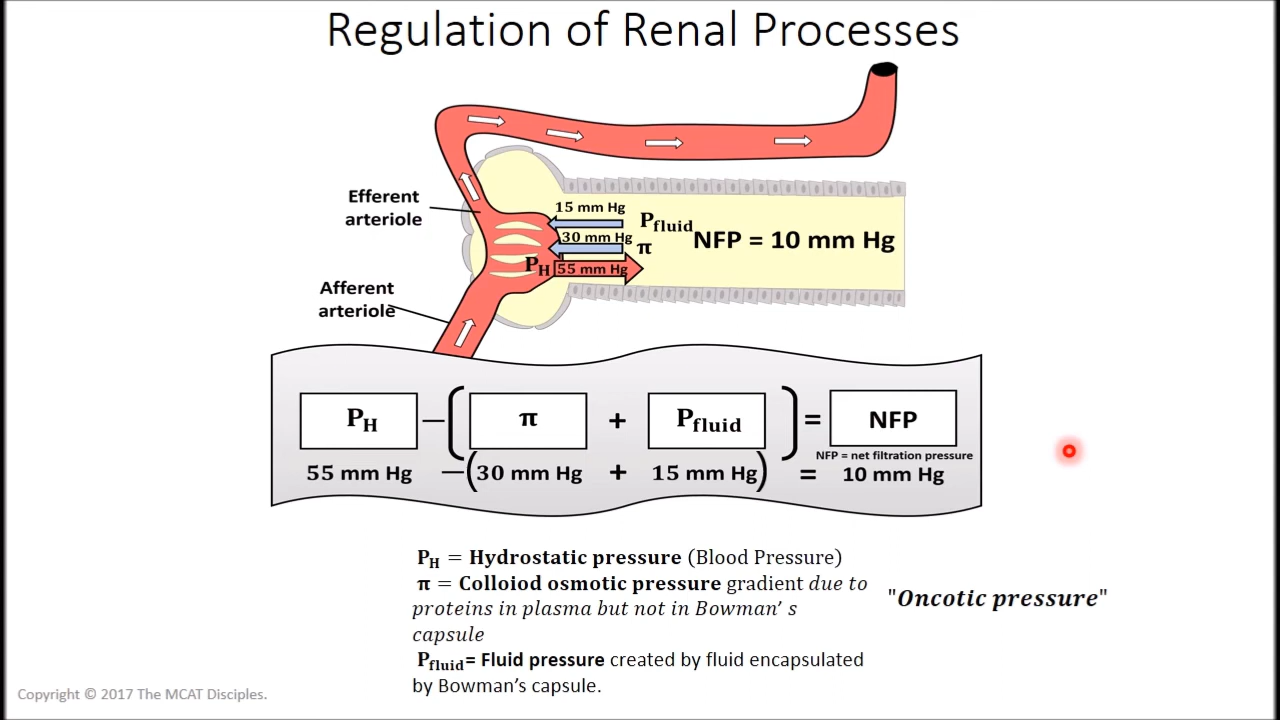 Regulation of Renal Processes
Efferent
arteriole
15 mm Hg
P_fluid
30 mm Hg
π
NFP = 10 mm Hg
P_H
55 mm Hg
Afferent
arteriole
P_H — ( π + P_fluid ) = NFP
NFP = net filtration pressure
55 mm Hg —(30 mm Hg + 15 mm Hg) = 10 mm Hg
P_H = Hydrostatic pressure (Blood Pressure)
π = Colloiod osmotic pressure gradient due to
proteins in plasma but not in Bowman' s
capsule
"Oncotic pressure"
P_fluid= Fluid pressure created by fluid encapsulated
by Bowman's capsule.
Copyright © 2017 The MCAT Disciples.